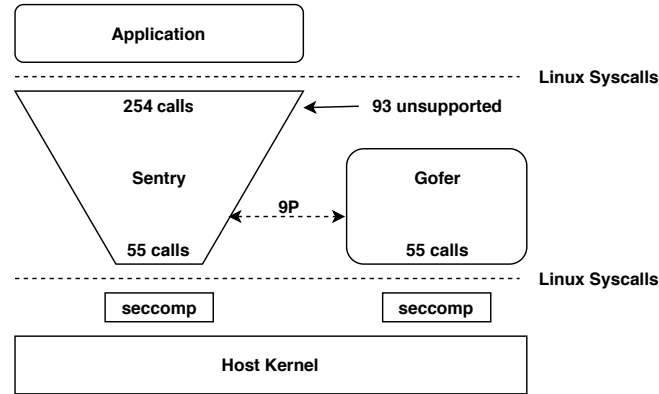 Application
Linux Syscalls
254 calls
93 unsupported
Sentry
Gofer
9P
55 calls
55 calls
Linux Syscalls
seccomp
seccomp
Host Kernel